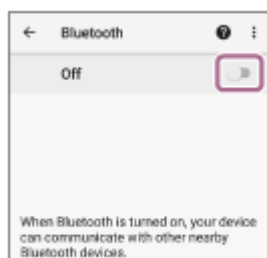 Bluetooth
Off
When Bluetooth is turned on, your device
can communicate with other nearby
Bluetooth devices.